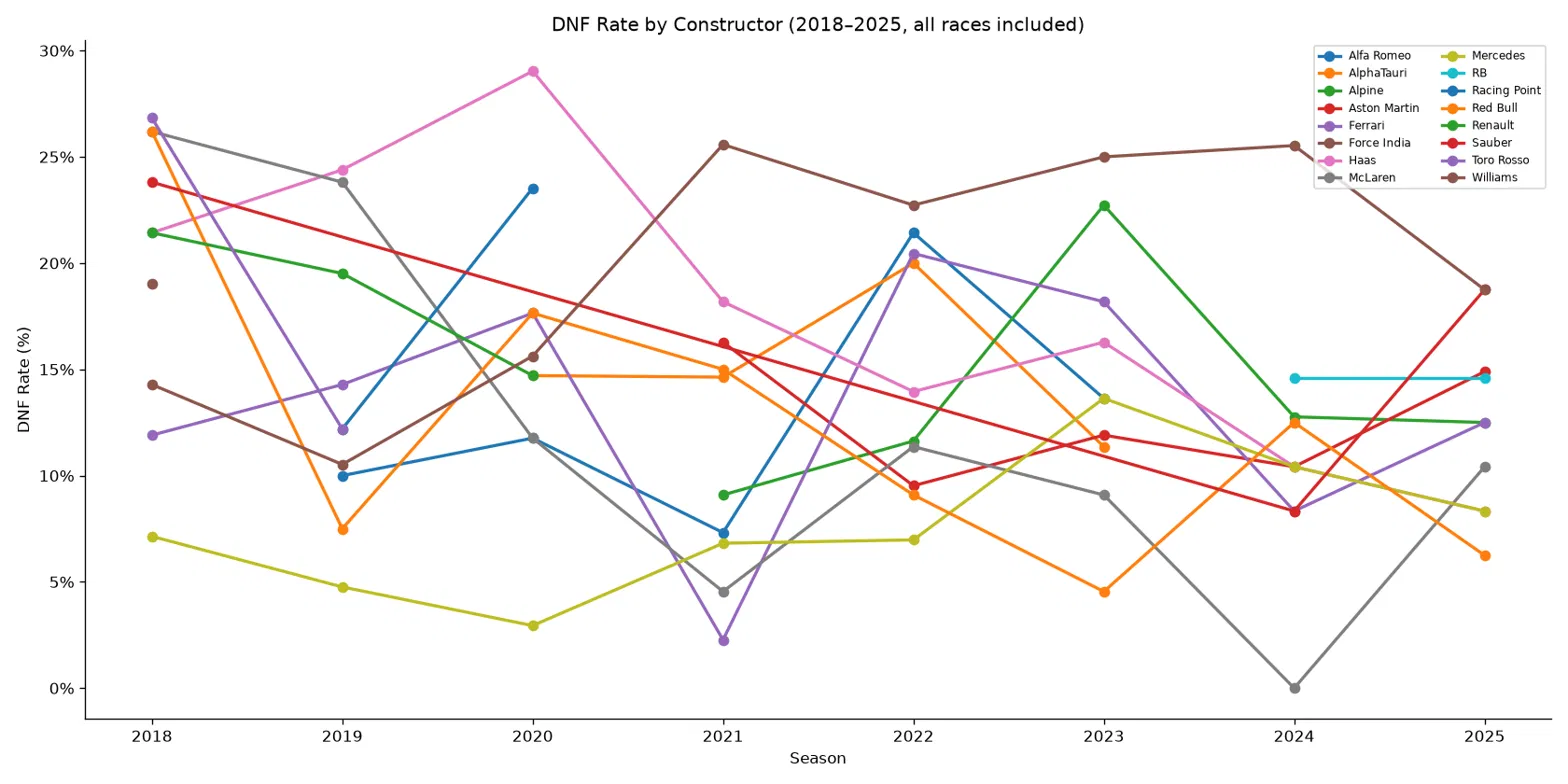 DNF Rate by Constructor (2018–2025, all races included)
30%
25%
20%
15%
10%
5%
0%
DNF Rate (%)
Alfa Romeo
AlphaTauri
Alpine
Aston Martin
Ferrari
Force India
Haas
McLaren
Mercedes
RB
Racing Point
Red Bull
Renault
Sauber
Toro Rosso
Williams
2018 2019 2020 2021 2022 2023 2024 2025
Season